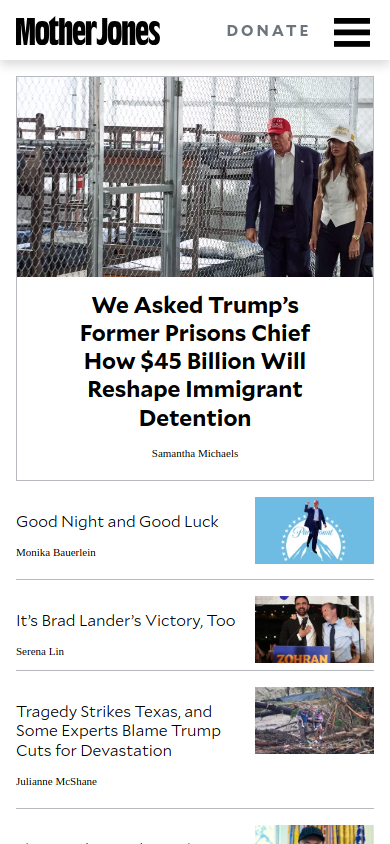 Mother Jones
DONATE
We Asked Trump’s
Former Prisons Chief
How $45 Billion Will
Reshape Immigrant
Detention
Samantha Michaels
Good Night and Good Luck
Monika Bauerlein
Paramount
It’s Brad Lander’s Victory, Too
Serena Lin
ZOHRAN
Tragedy Strikes Texas, and
Some Experts Blame Trump
Cuts for Devastation
Julianne McShane